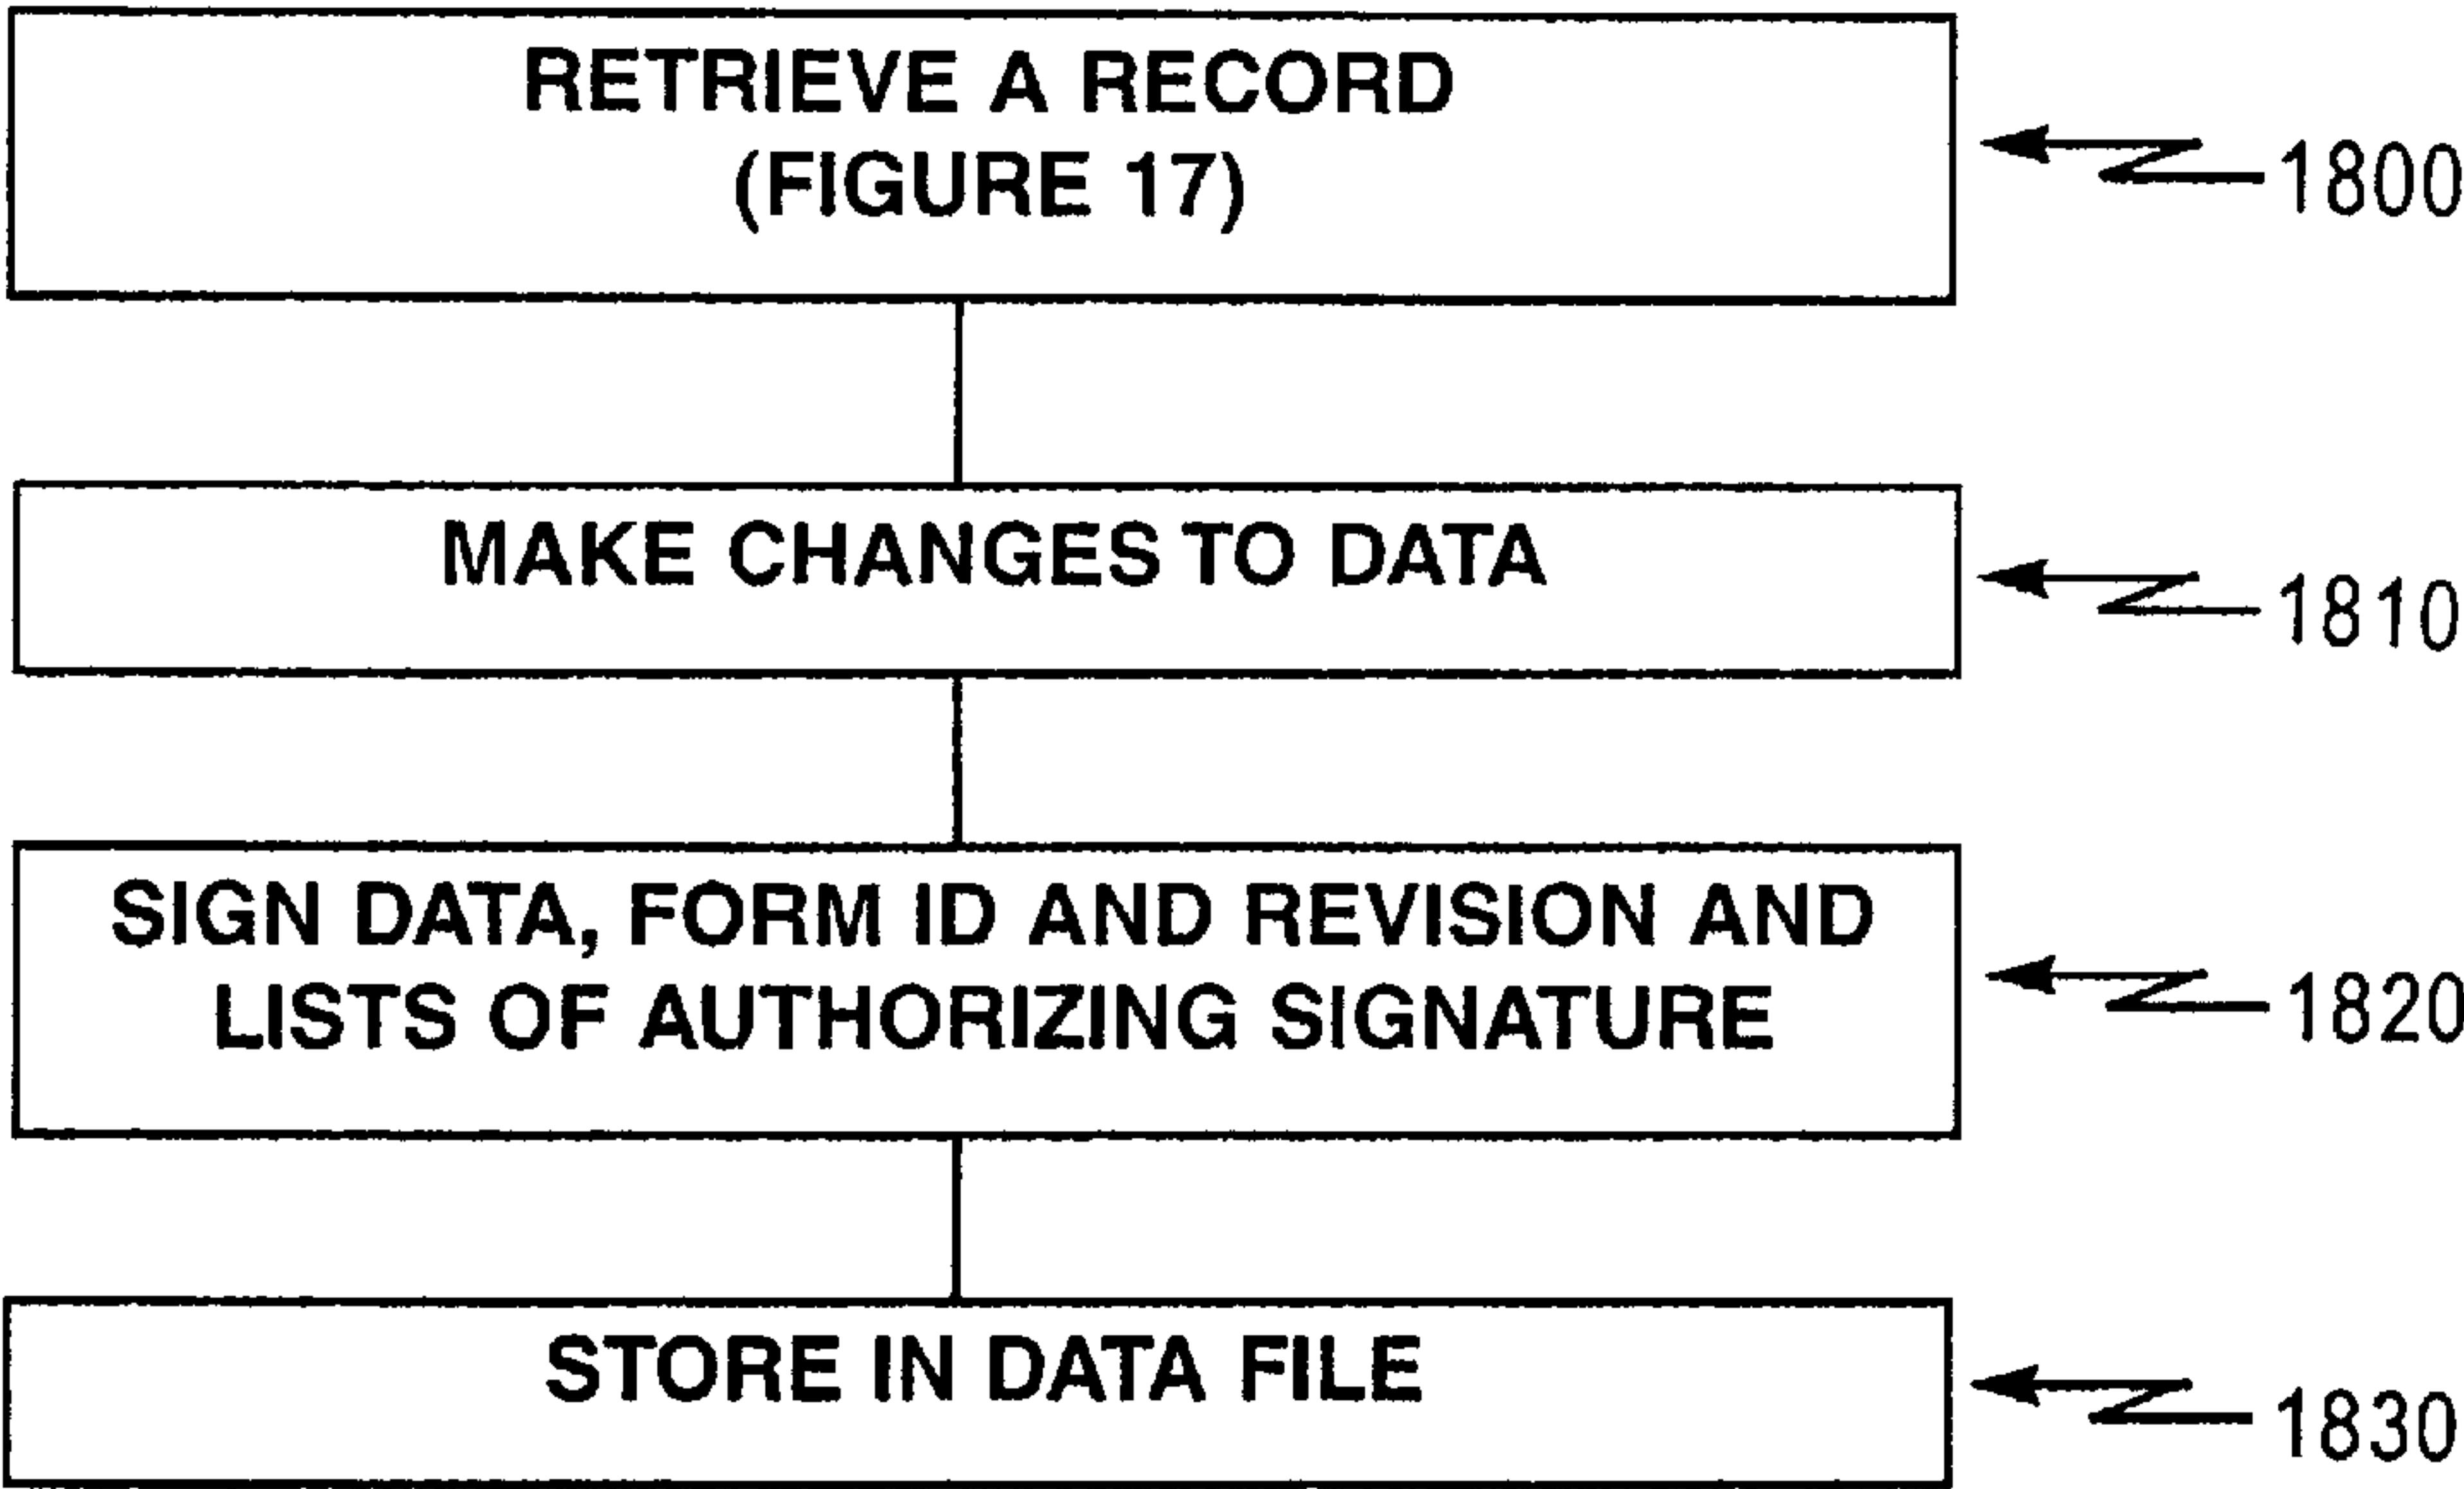 RETRIEVE A RECORD
(FIGURE 17)
1800
MAKE CHANGES TO DATA
1810
SIGN DATA, FORM ID AND REVISION AND
LISTS OF AUTHORIZING SIGNATURE
1820
STORE IN DATA FILE
1830